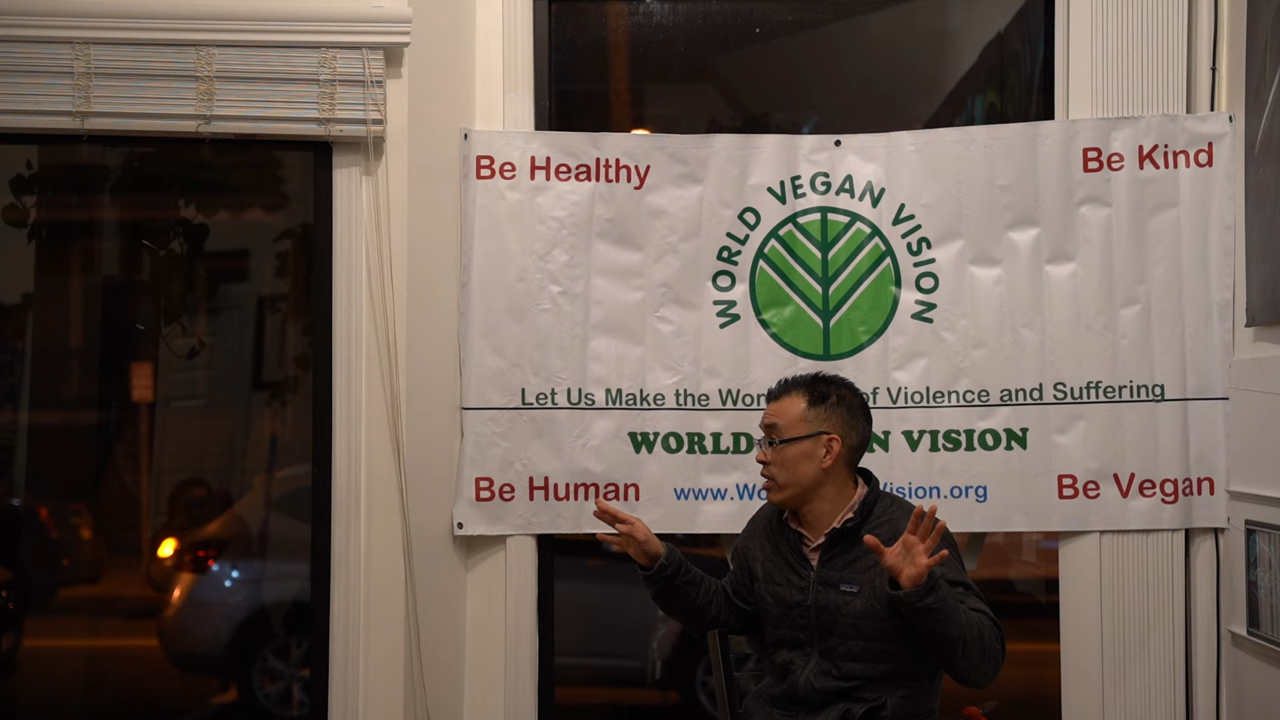 Be Healthy
Be Kind
WORLD VEGAN VISION
Let Us Make the Wor of Violence and Suffering
WORLD N VISION
Be Human
www.Wo Vision.org
Be Vegan
patagonia